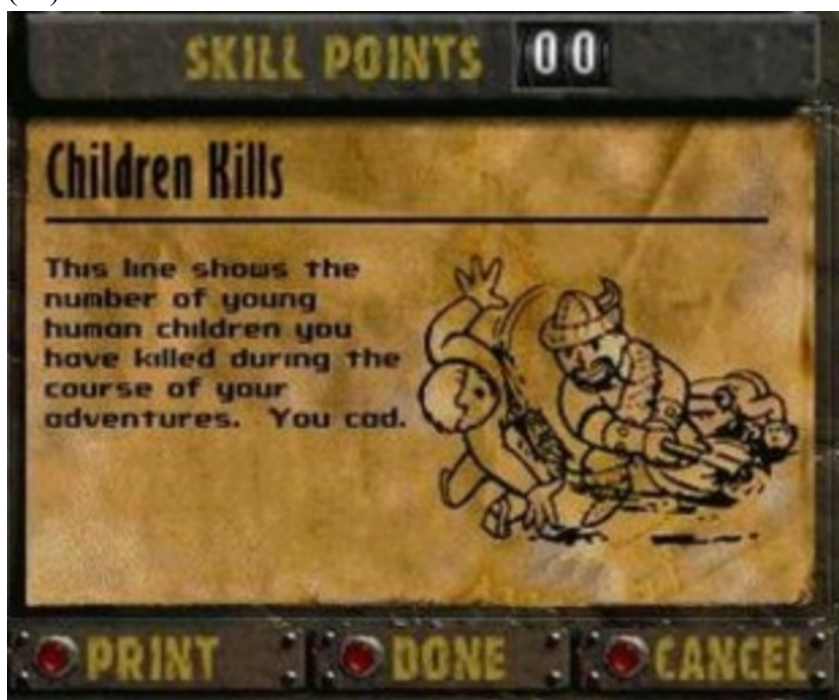 SKILL POINTS 00
Children Kills
This line shows the
number of young
human children you
have killed during the
course of your
adventures. You cad.
PRINT DONE CANCEL